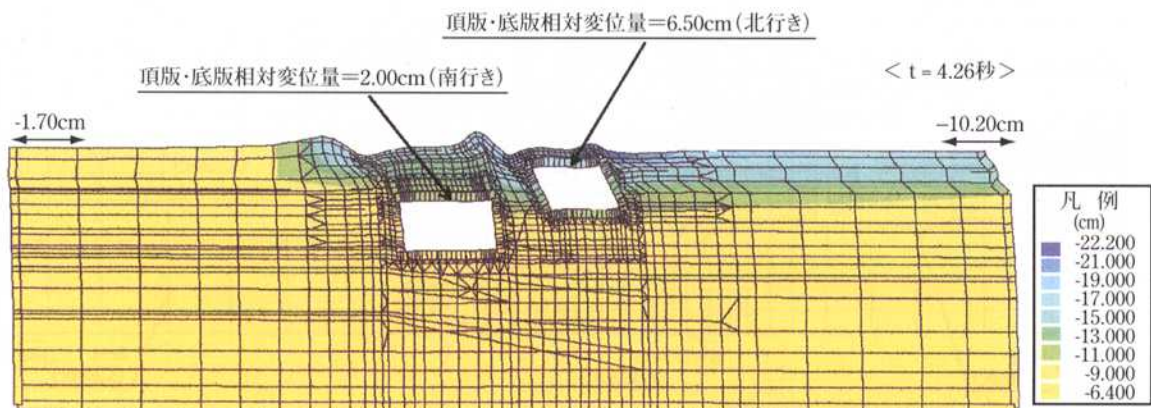 頂版・底版相対変位量=6.50cm(北行き)
頂版・底版相対変位量=2.00cm(南行き)
< t = 4.26秒 >
-1.70cm
-10.20cm
凡 例
(cm)
-22.200
-21.000
-19.000
-17.000
-15.000
-13.000
-11.000
-9.000
-6.400